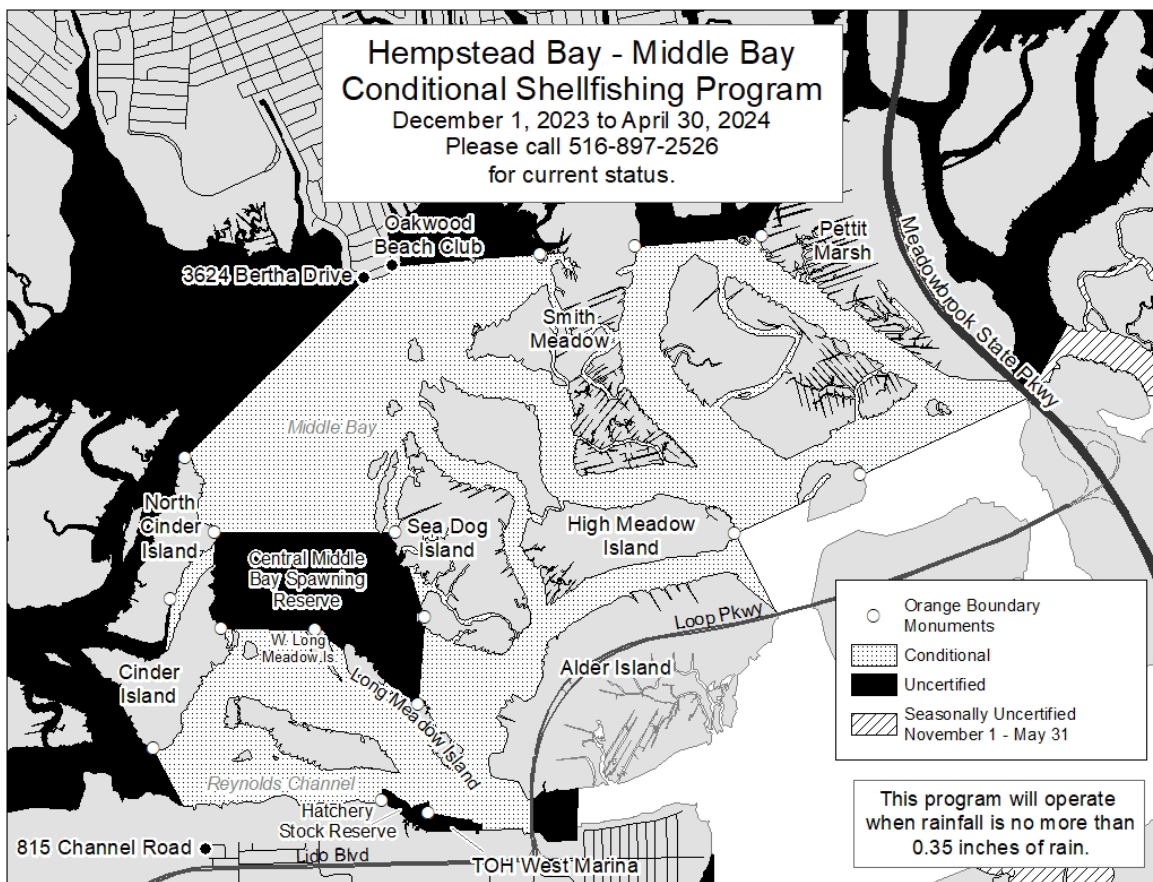 Hempstead Bay - Middle Bay
Conditional Shellfishing Program
December 1, 2023 to April 30, 2024
Please call 516-897-2526
for current status.
Oakwood
Beach Club
3624 Bertha Drive
Pettit
Marsh
Meadowbrook State Pkwy
Smith
Meadow
Middle Bay
North
Cinder
Island
Sea Dog
Island
High Meadow
Island
Central Middle
Bay Spawning
Reserve
W. Long
Meadow Is.
Cinder
Island
Long Meadow Island
Loop Pkwy
Alder Island
Reynolds Channel
Hatchery
Stock Reserve
815 Channel Road
Lido Blvd
TOH West Marina
Orange Boundary
Monuments
Conditional
Uncertified
Seasonally Uncertified
November 1 - May 31
This program will operate
when rainfall is no more than
0.35 inches of rain.